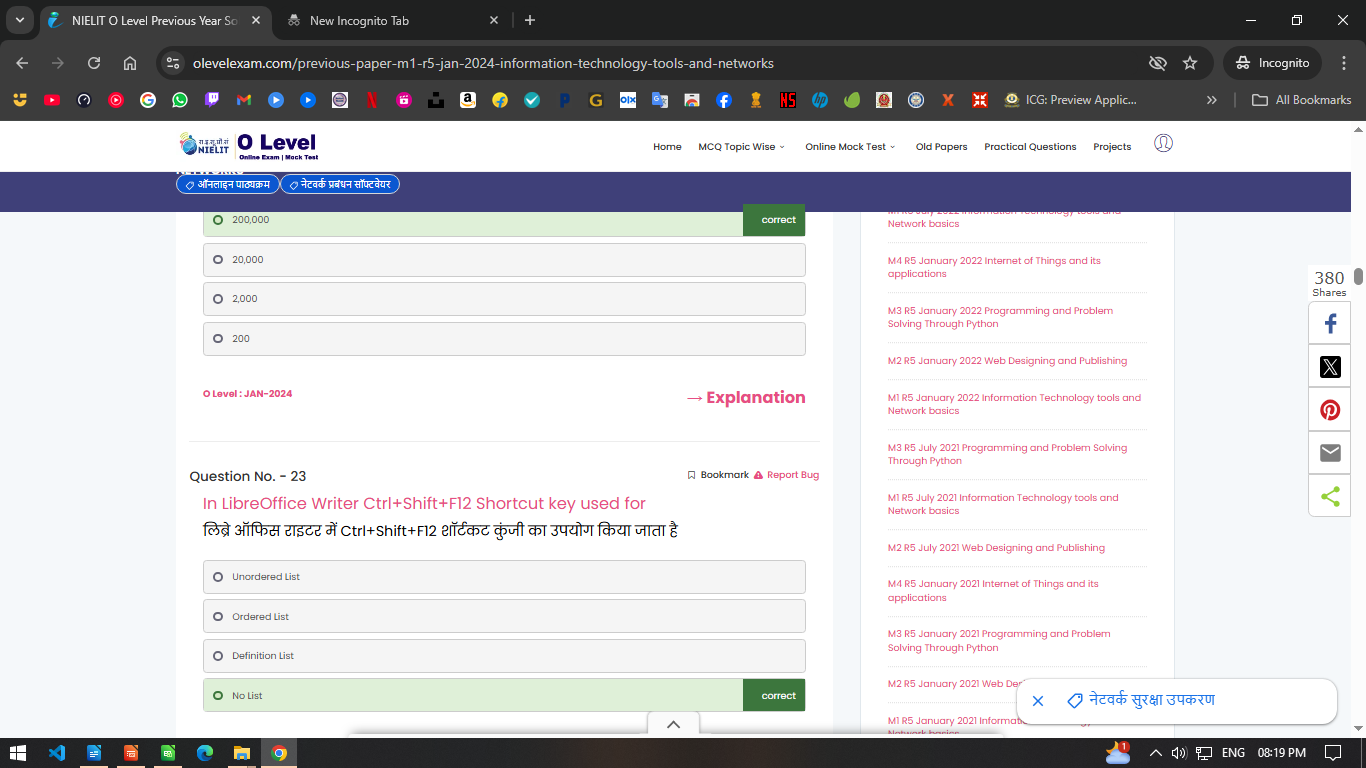 NIELIT O Level Previous Year So
New Incognito Tab
olevelexam.com/previous-paper-m1-r5-jan-2024-information-technology-tools-and-networks
Incognito
ICG: Preview Applic...
All Bookmarks
रा.इ.सू.प्रौ.सं
NIELIT
O Level
Online Exam | Mock Test
Home
MCQ Topic Wise
Online Mock Test
Old Papers
Practical Questions
Projects
ऑनलाइन पाठ्यक्रम
नेटवर्क प्रबंधन सॉफ्टवेयर
200,000
correct
20,000
2,000
200
O Level : JAN-2024
→ Explanation
Question No. - 23
Bookmark
Report Bug
In LibreOffice Writer Ctrl+Shift+F12 Shortcut key used for
लिब्रे ऑफिस राइटर में Ctrl+Shift+F12 शॉर्टकट कुंजी का उपयोग किया जाता है
Unordered List
Ordered List
Definition List
No List
correct
M1 R5 July 2022 Information Technology tools and
Network basics
M4 R5 January 2022 Internet of Things and its
applications
M3 R5 January 2022 Programming and Problem
Solving Through Python
M2 R5 January 2022 Web Designing and Publishing
M1 R5 January 2022 Information Technology tools and
Network basics
M3 R5 July 2021 Programming and Problem Solving
Through Python
M1 R5 July 2021 Information Technology tools and
Network basics
M2 R5 July 2021 Web Designing and Publishing
M4 R5 January 2021 Internet of Things and its
applications
M3 R5 January 2021 Programming and Problem
Solving Through Python
M2 R5 January 2021 Web
M1 R5 January 2021
380
Shares
नेटवर्क सुरक्षा उपकरण
ENG
08:19 PM